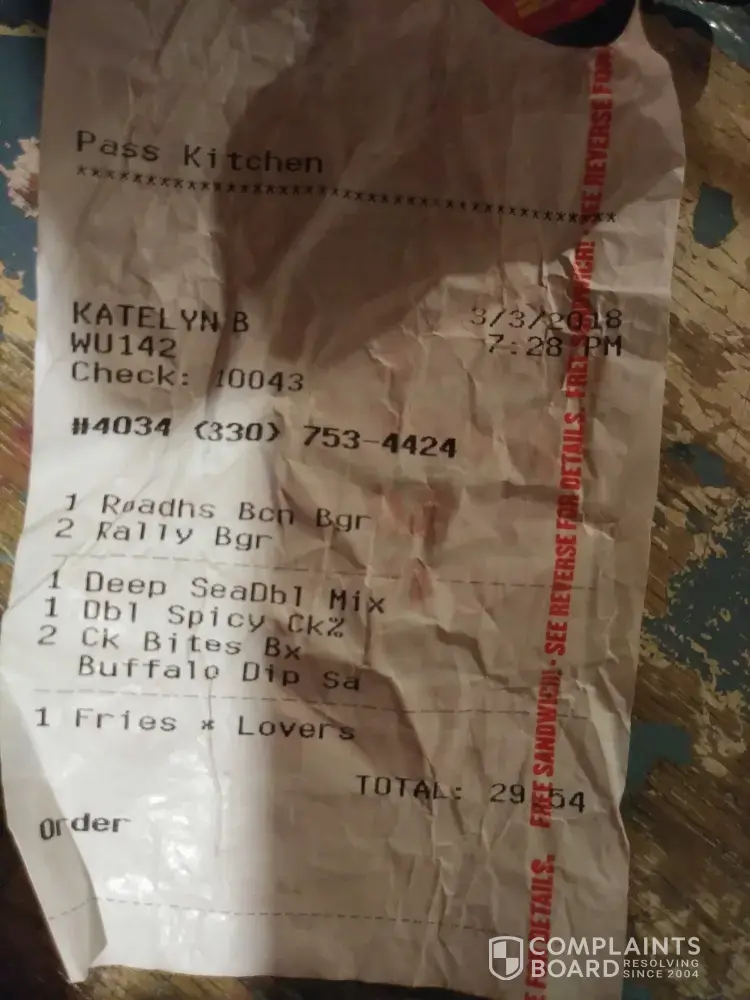 Pass Kitchen
****************************************
KATELYN B 3/3/2018
WU142 7:28 PM
Check: 10043
#4034 (330) 753-4424
1 Roadhs Bcn Bgr
2 Rally Bgr
1 Deep SeaDbl Mix
1 Dbl Spicy Ck%
2 Ck Bites Bx
Buffalo Dip Sa
1 Fries * Lovers
TOTAL: 29.54
Order
FREE SANDWICH! - SEE REVERSE FOR DETAILS. FREE SANDWICH! - SEE REVERSE FOR
DETAILS.
COMPLAINTS
BOARD RESOLVING
SINCE 2004